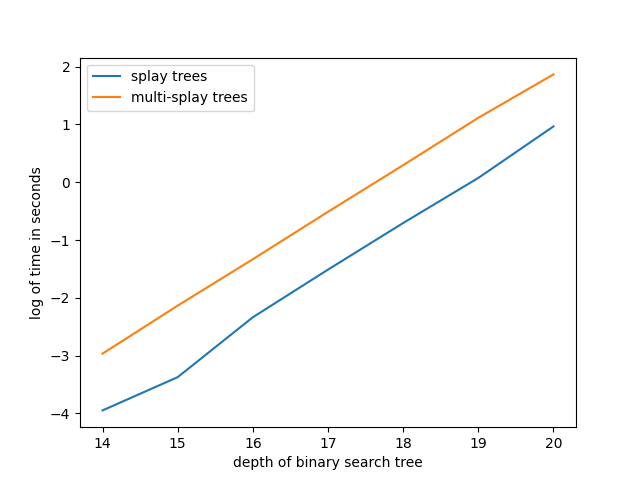 splay trees
multi-splay trees
2
1
0
−1
−2
−3
−4
log of time in seconds
14 15 16 17 18 19 20
depth of binary search tree